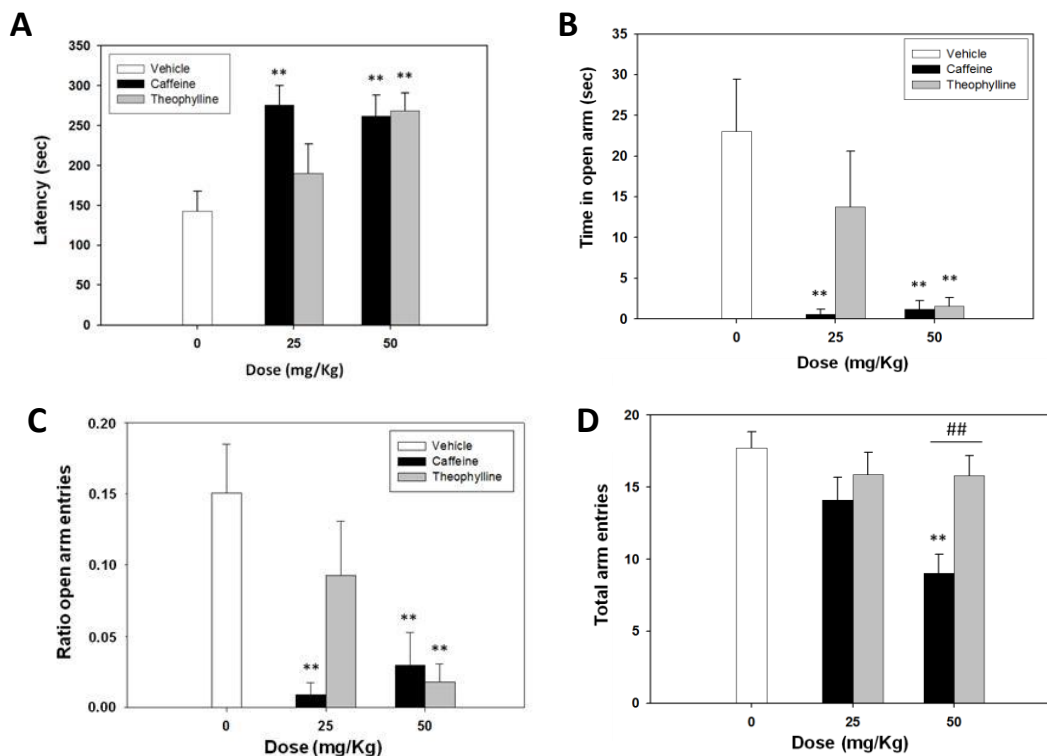 A
Latency (sec)
350
300
250
200
150
100
50
0
Vehicle
Caffeine
Theophylline
**
** **
0 25 50
Dose (mg/Kg)
B
Time in open arm (sec)
35
30
25
20
15
10
5
0
Vehicle
Caffeine
Theophylline
**
** **
0 25 50
Dose (mg/Kg)
C
Ratio open arm entries
0.20
0.15
0.10
0.05
0.00
Vehicle
Caffeine
Theophylline
**
** **
0 25 50
Dose (mg/Kg)
D
Total arm entries
20
15
10
5
0
##
**
0 25 50
Dose (mg/Kg)